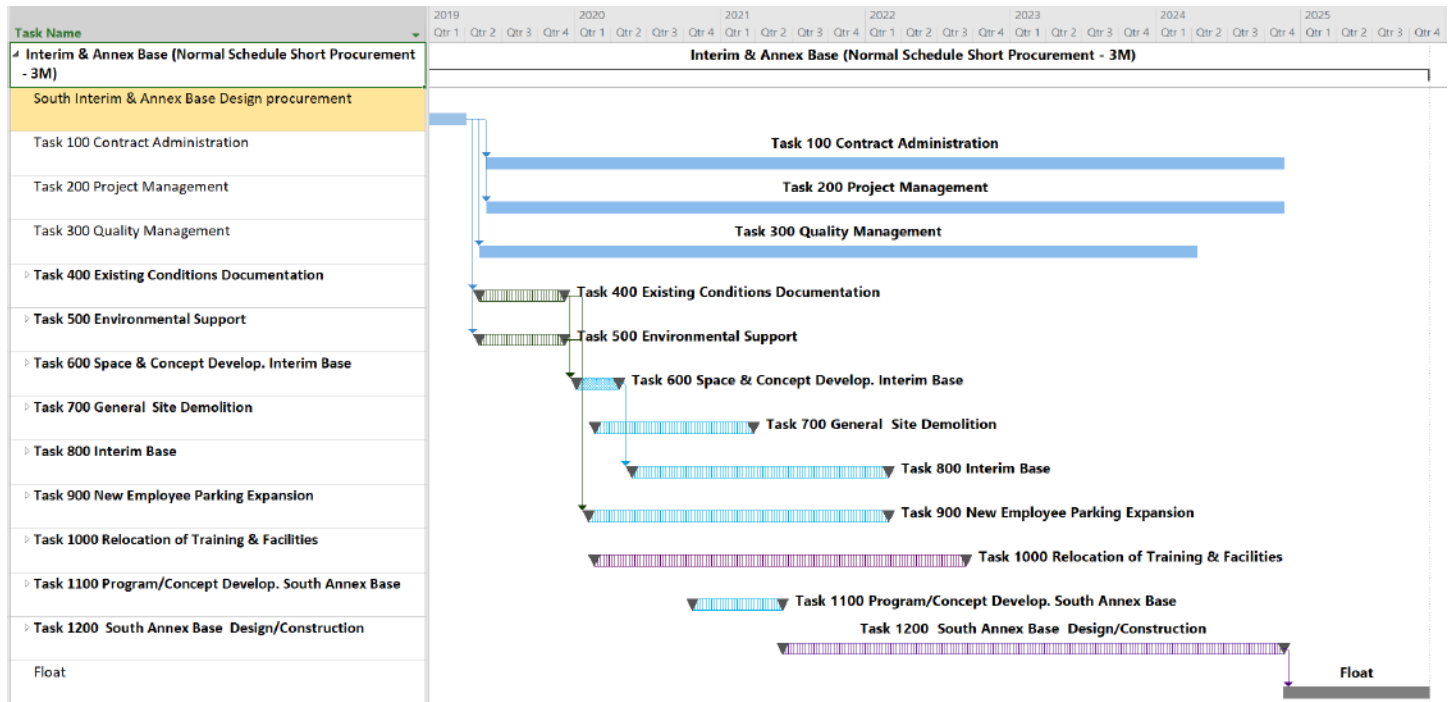 2019 2020 2021 2022 2023 2024 2025
Task Name Qtr 1 Qtr 2 Qtr 3 Qtr 4 Qtr 1 Qtr 2 Qtr 3 Qtr 4 Qtr 1 Qtr 2 Qtr 3 Qtr 4 Qtr 1 Qtr 2 Qtr 3 Qtr 4 Qtr 1 Qtr 2 Qtr 3 Qtr 4 Qtr 1 Qtr 2 Qtr 3 Qtr 4 Qtr 1 Qtr 2 Qtr 3 Qtr 4
Interim & Annex Base (Normal Schedule Short Procurement
- 3M)
Interim & Annex Base (Normal Schedule Short Procurement - 3M)
South Interim & Annex Base Design procurement
Task 100 Contract Administration
Task 100 Contract Administration
Task 200 Project Management
Task 200 Project Management
Task 300 Quality Management
Task 300 Quality Management
Task 400 Existing Conditions Documentation
Task 400 Existing Conditions Documentation
Task 500 Environmental Support
Task 500 Environmental Support
Task 600 Space & Concept Develop. Interim Base
Task 600 Space & Concept Develop. Interim Base
Task 700 General  Site Demolition
Task 700 General  Site Demolition
Task 800 Interim Base
Task 800 Interim Base
Task 900 New Employee Parking Expansion
Task 900 New Employee Parking Expansion
Task 1000 Relocation of Training & Facilities
Task 1000 Relocation of Training & Facilities
Task 1100 Program/Concept Develop. South Annex Base
Task 1100 Program/Concept Develop. South Annex Base
Task 1200  South Annex Base  Design/Construction
Task 1200  South Annex Base  Design/Construction
Float
Float